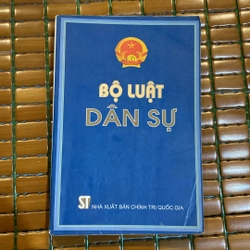 BỘ LUẬT
DÂN SỰ
ST NHÀ XUẤT BẢN CHÍNH TRỊ QUỐC GIA